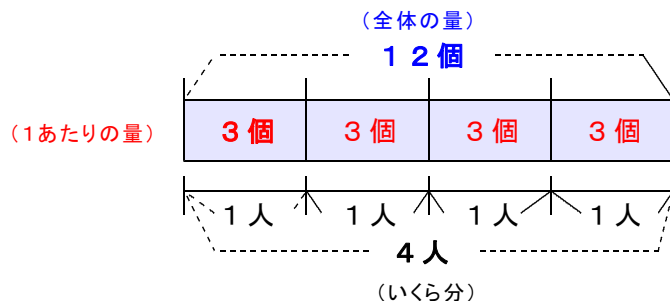 (全体の量)
１２個
(1あたりの量) ３個 ３個 ３個 ３個
１人 １人 １人 １人
４人
(いくら分)